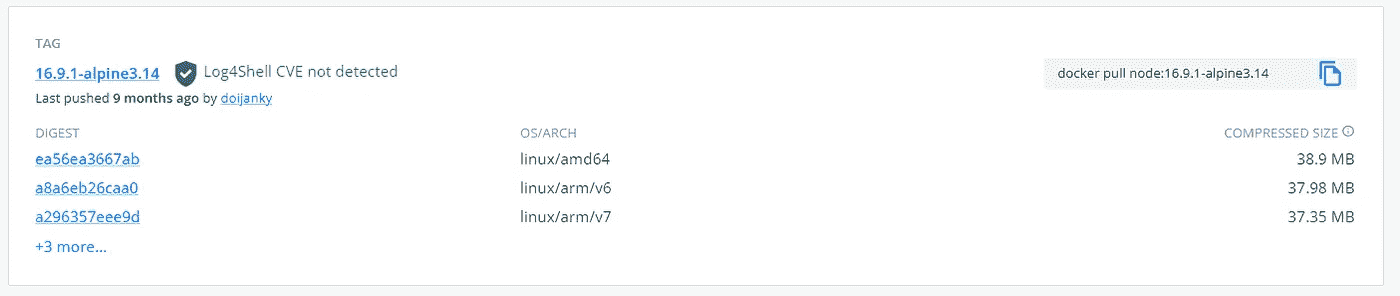 TAG
16.9.1-alpine3.14 Log4Shell CVE not detected docker pull node:16.9.1-alpine3.14
Last pushed 9 months ago by doijanky
DIGEST OS/ARCH COMPRESSED SIZE
ea56ea3667ab linux/amd64 38.9 MB
a8a6eb26caa0 linux/arm/v6 37.98 MB
a296357eee9d linux/arm/v7 37.35 MB
+3 more...